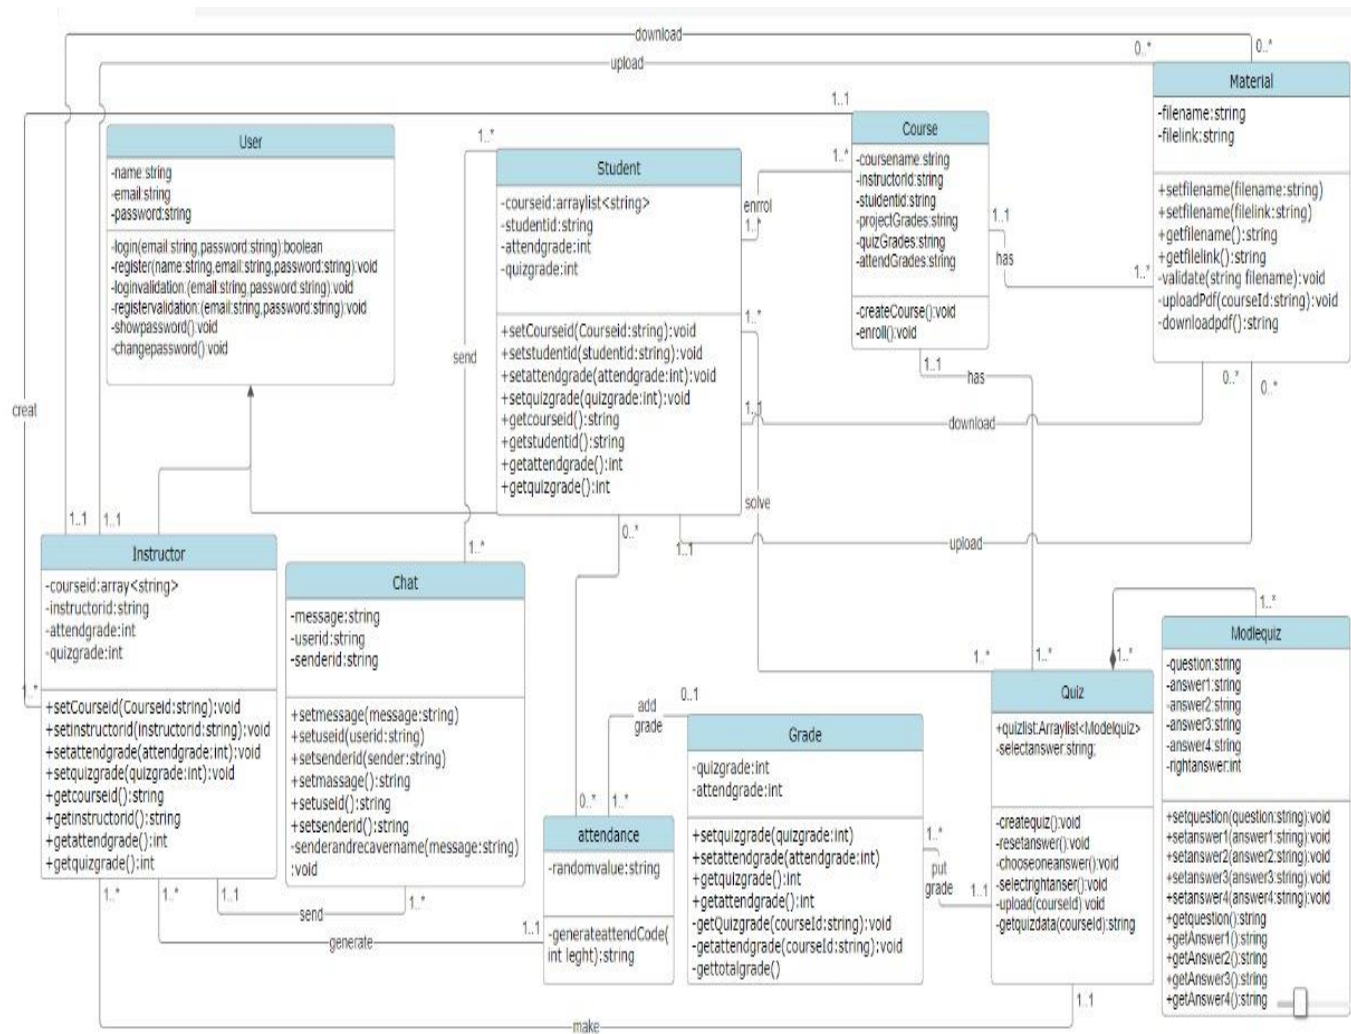 download
0..*
0..*
upload
Material
-filename:string
-filelink:string
+setfilename(filename:string)
+setfilename(filelink:string)
+getfilename():string
+getfilelink():string
-validate(string filename):void
-uploadPdf(courseId:string):void
-downloadpdf():string
1..1
Course
-coursename:string
-instructorId:string
-stuidentid:string
-projectGrades:string
-quizGrades:string
-attendGrades:string
-createCourse():void
-enroll():void
User
-name:string
-email:string
-password:string
-login(email:string,password:string):boolean
-register(name:string,email:string,password:string):void
-loginvalidation:(email:string,password:string):void
-registervalidation:(email:string,password:string):void
-showpassword():void
-changepassword():void
1..*
Student
-courseid:arraylist<string>
-studentid:string
-attendgrade:int
-quizgrade:int
+setCourseid(Courseid:string):void
+setstudentid(studentid:string):void
+setattendgrade(attendgrade:int):void
+setquizgrade(quizgrade:int):void
+getcourseid():string
+getstudentid():string
+getattendgrade():int
+getquizgrade():int
1..*
enrrol
1..*
1..1
has
1..*
1..*
send
creat
1..1
has
1..1
download
0..*
0..*
solve
1..1
1..1
0..*
1..1
upload
1..*
Instructor
-courseid:array<string>
-instructorid:string
-attendgrade:int
-quizgrade:int
1..*
+setCourseid(Courseid:string):void
+setinstructorid(instructorid:string):void
+setattendgrade(attendgrade:int):void
+setquizgrade(quizgrade:int):void
+getcourseid():string
+getinstructorid():string
+getattendgrade():int
+getquizgrade():int
Chat
-message:string
-userid:string
-senderid:string
+setmessage(message:string)
+setuseid(userid:string)
+setsenderid(sender:string)
+setmassage():string
+setuseid():string
+setsenderid():string
-senderandrecavername(message:string)
:void
1..*
Modlequiz
-question:string
-answer1:string
-answer2:string
-answer3:string
-answer4:string
-rightanswer:int
+setquestion(question:string):void
+setanswer1(answer1:string):void
+setanswer2(answer2:string):void
+setanswer3(answer3:string):void
+setanswer4(answer4:string):void
+getquestion():string
+getAnswer1():string
+getAnswer2():string
+getAnswer3():string
+getAnswer4():string
1..*
1..*
1..*
Quiz
+quizlist:Arraylist<Modelquiz>
-selectanswer:string;
-createquiz():void
-resetanswer():void
-chooseoneanswer():void
-selectrightanser():void
-upload(courseId):void
-getquizdata(courseId):string
add
grade
0..1
Grade
-quizgrade:int
-attendgrade:int
+setquizgrade(quizgrade:int)
+setattendgrade(attendgrade:int)
+getquizgrade():int
+getattendgrade():int
-getQuizgrade(courseId:string):void
-getattendgrade(courseId:string):void
-gettotalgrade()
0..*
1..*
attendance
-randomvalue:string
-generateattendCode(
int leght):string
1..*
put
grade
1..1
1..*
1..*
1..1
1..*
send
1..1
generate
1..1
make